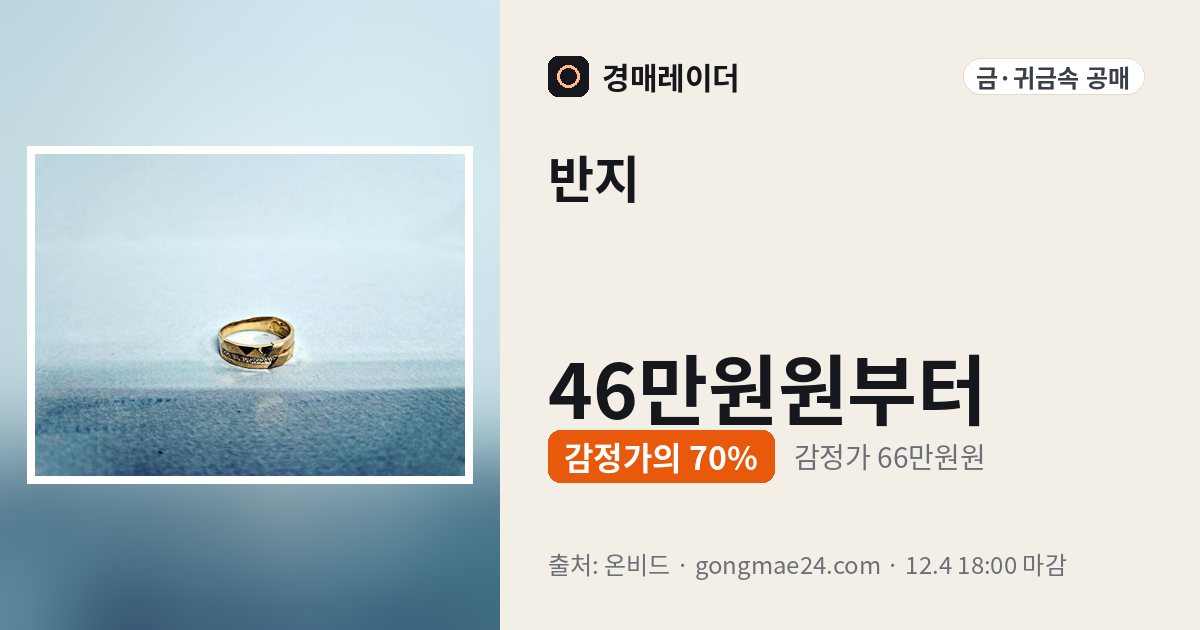 경매레이더
금·귀금속 공매
반지
46만원원부터
감정가의 70%
감정가 66만원원
출처: 온비드 · gongmae24.com · 12.4 18:00 마감